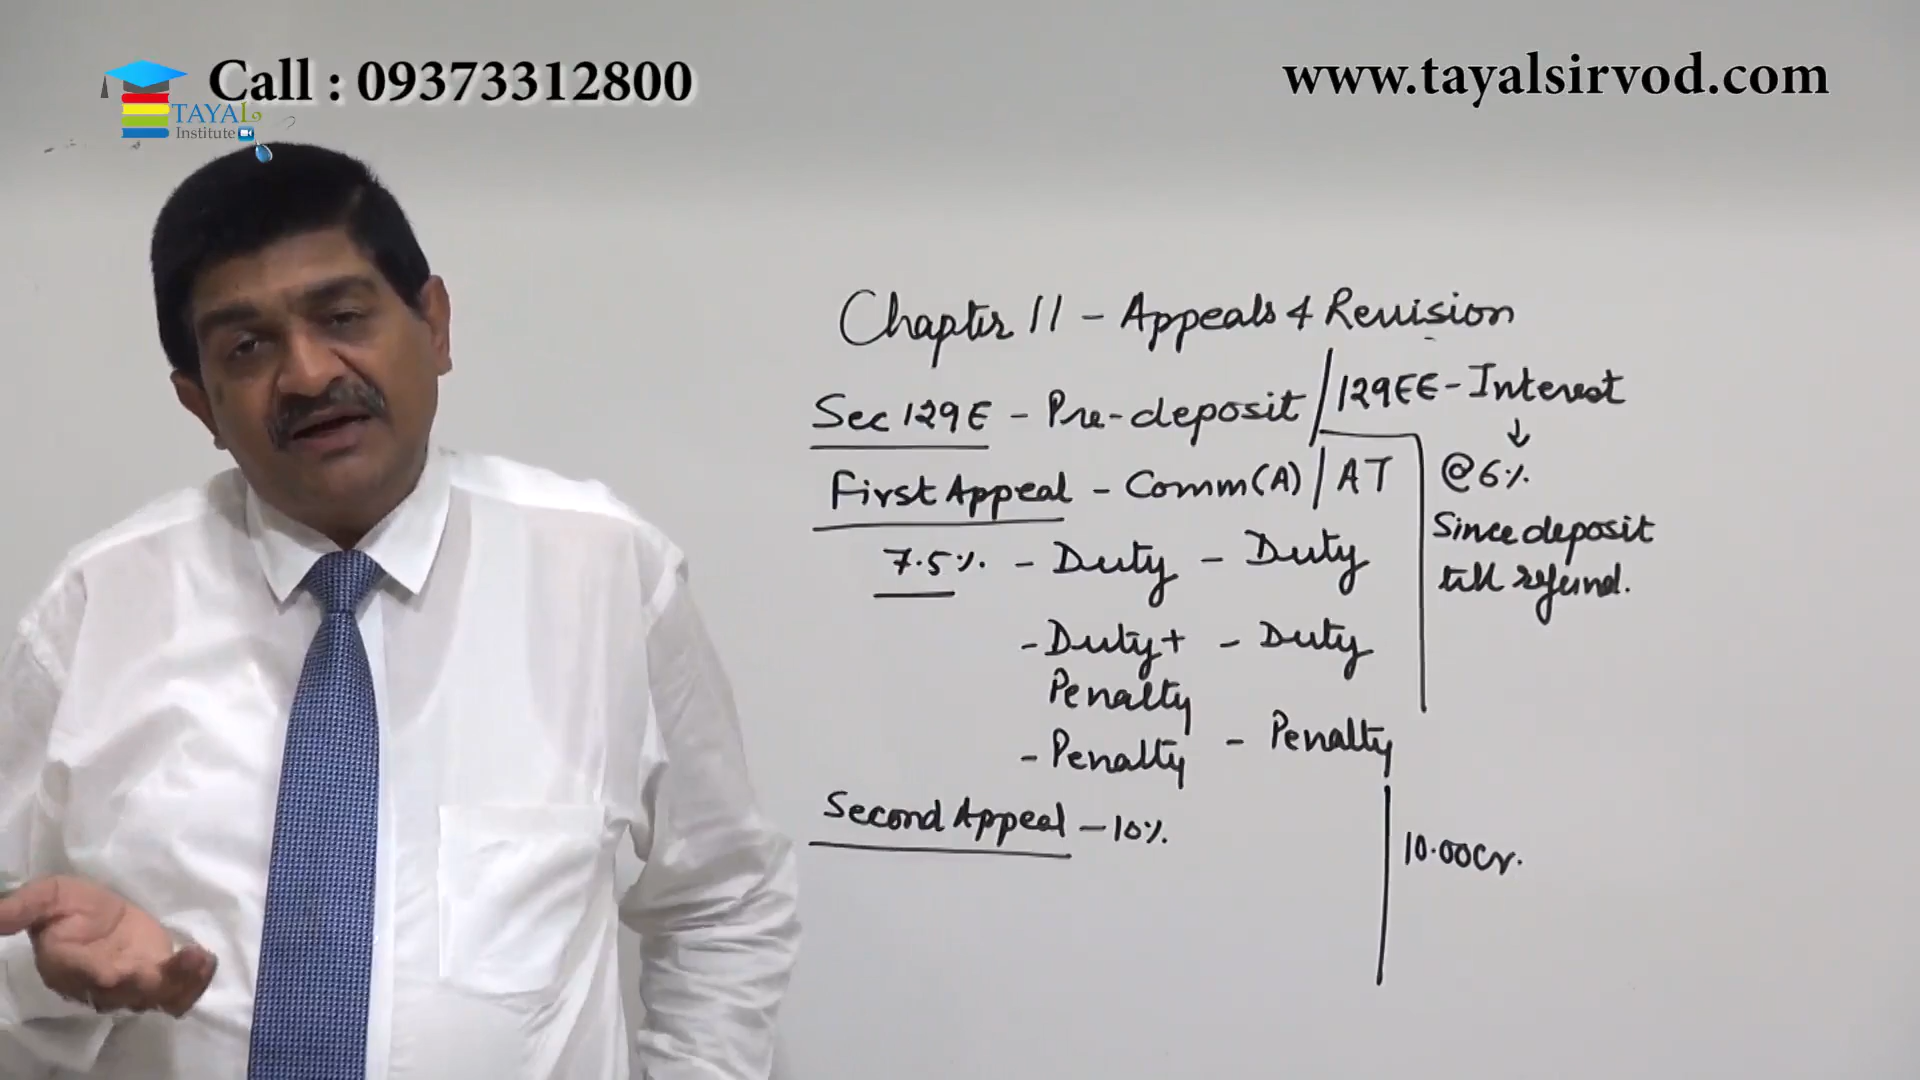 Call : 09373312800
www.tayalsirvod.com
TAYAL
Institute
Chapter 11 - Appeals & Revision
Sec 129E - Pre-deposit / 129EE - Interest
↓
First Appeal - Comm(A) / AT
@6%
Since deposit
till refund.
7.5% - Duty - Duty
- Duty + - Duty
Penalty
- Penalty - Penalty
Second Appeal - 10%
10.00Cr.